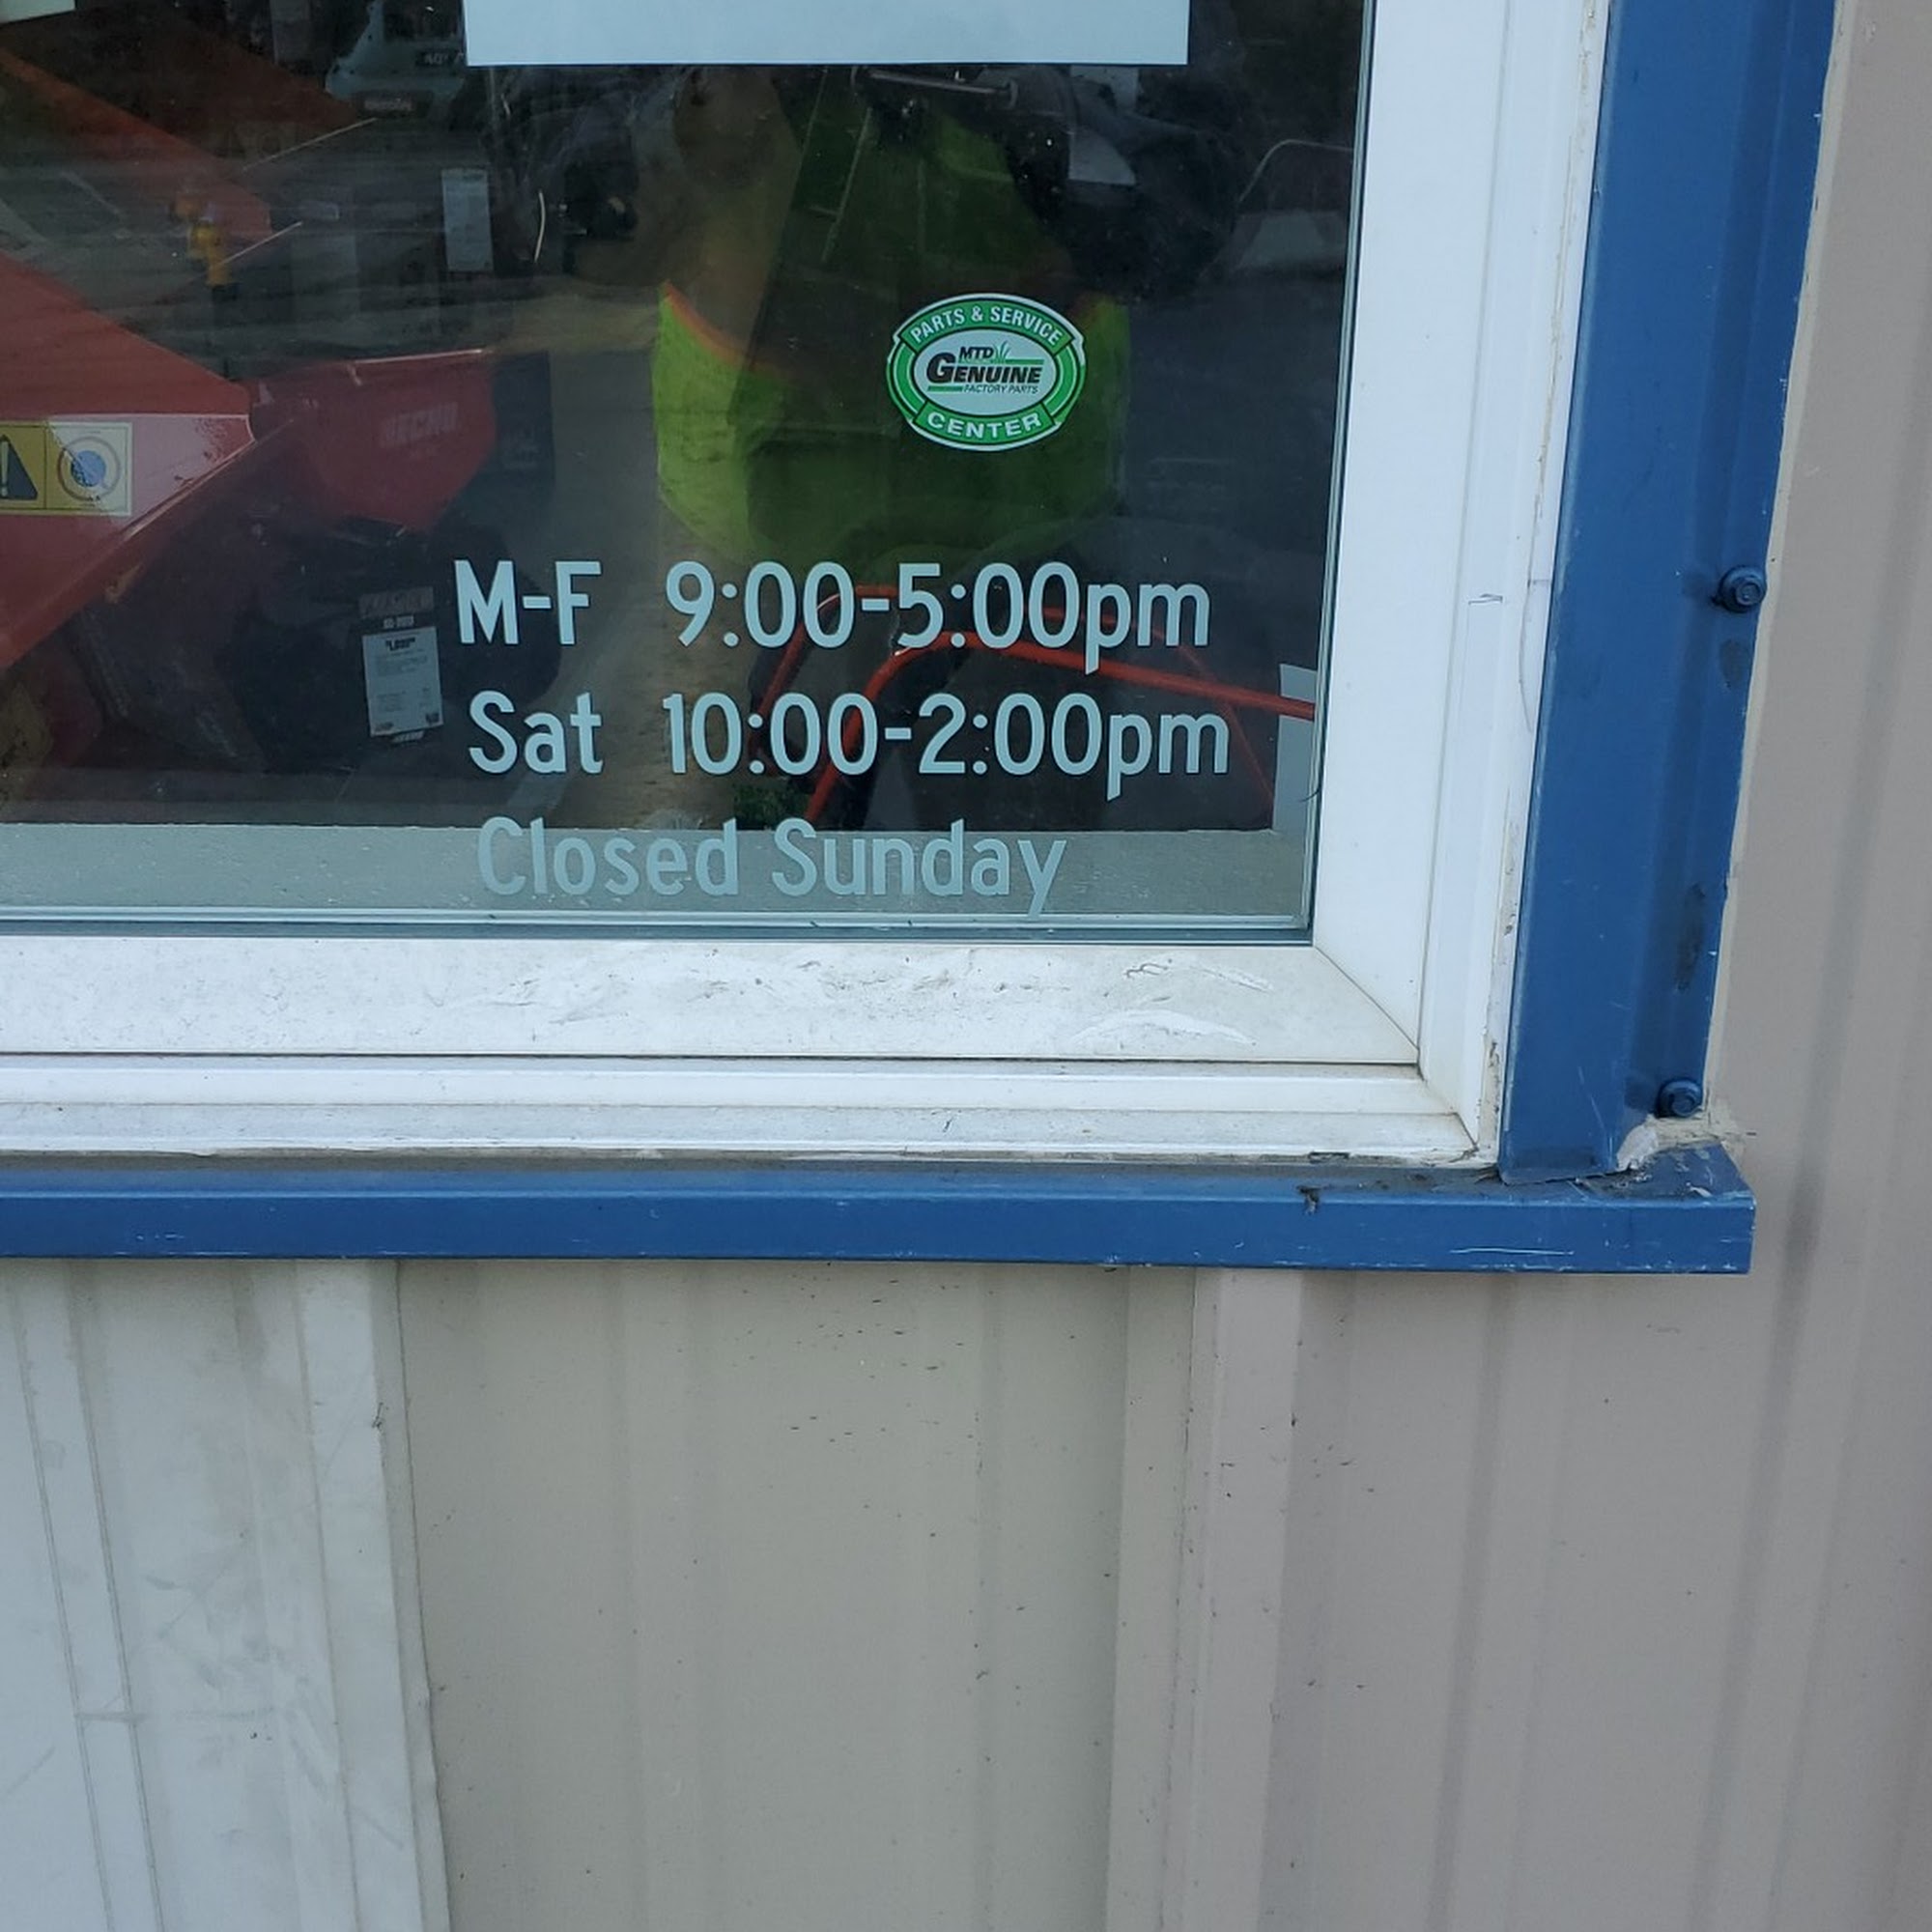 PARTS & SERVICE
MTD
GENUINE
FACTORY PARTS
CENTER
M-F 9:00-5:00pm
Sat 10:00-2:00pm
Closed Sunday